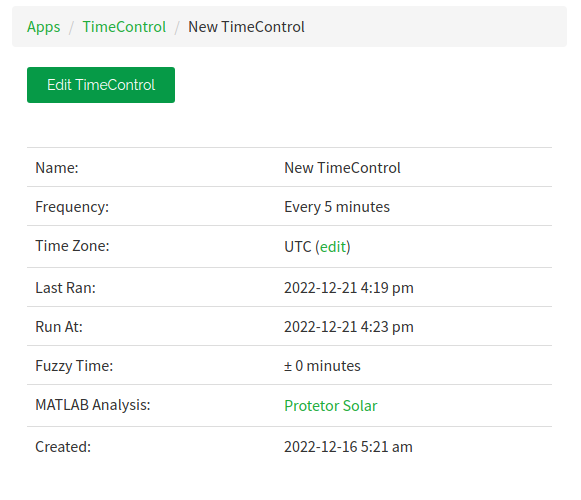 Apps / TimeControl / New TimeControl
Edit TimeControl
Name: New TimeControl
Frequency: Every 5 minutes
Time Zone: UTC (edit)
Last Ran: 2022-12-21 4:19 pm
Run At: 2022-12-21 4:23 pm
Fuzzy Time: ± 0 minutes
MATLAB Analysis: Protetor Solar
Created: 2022-12-16 5:21 am